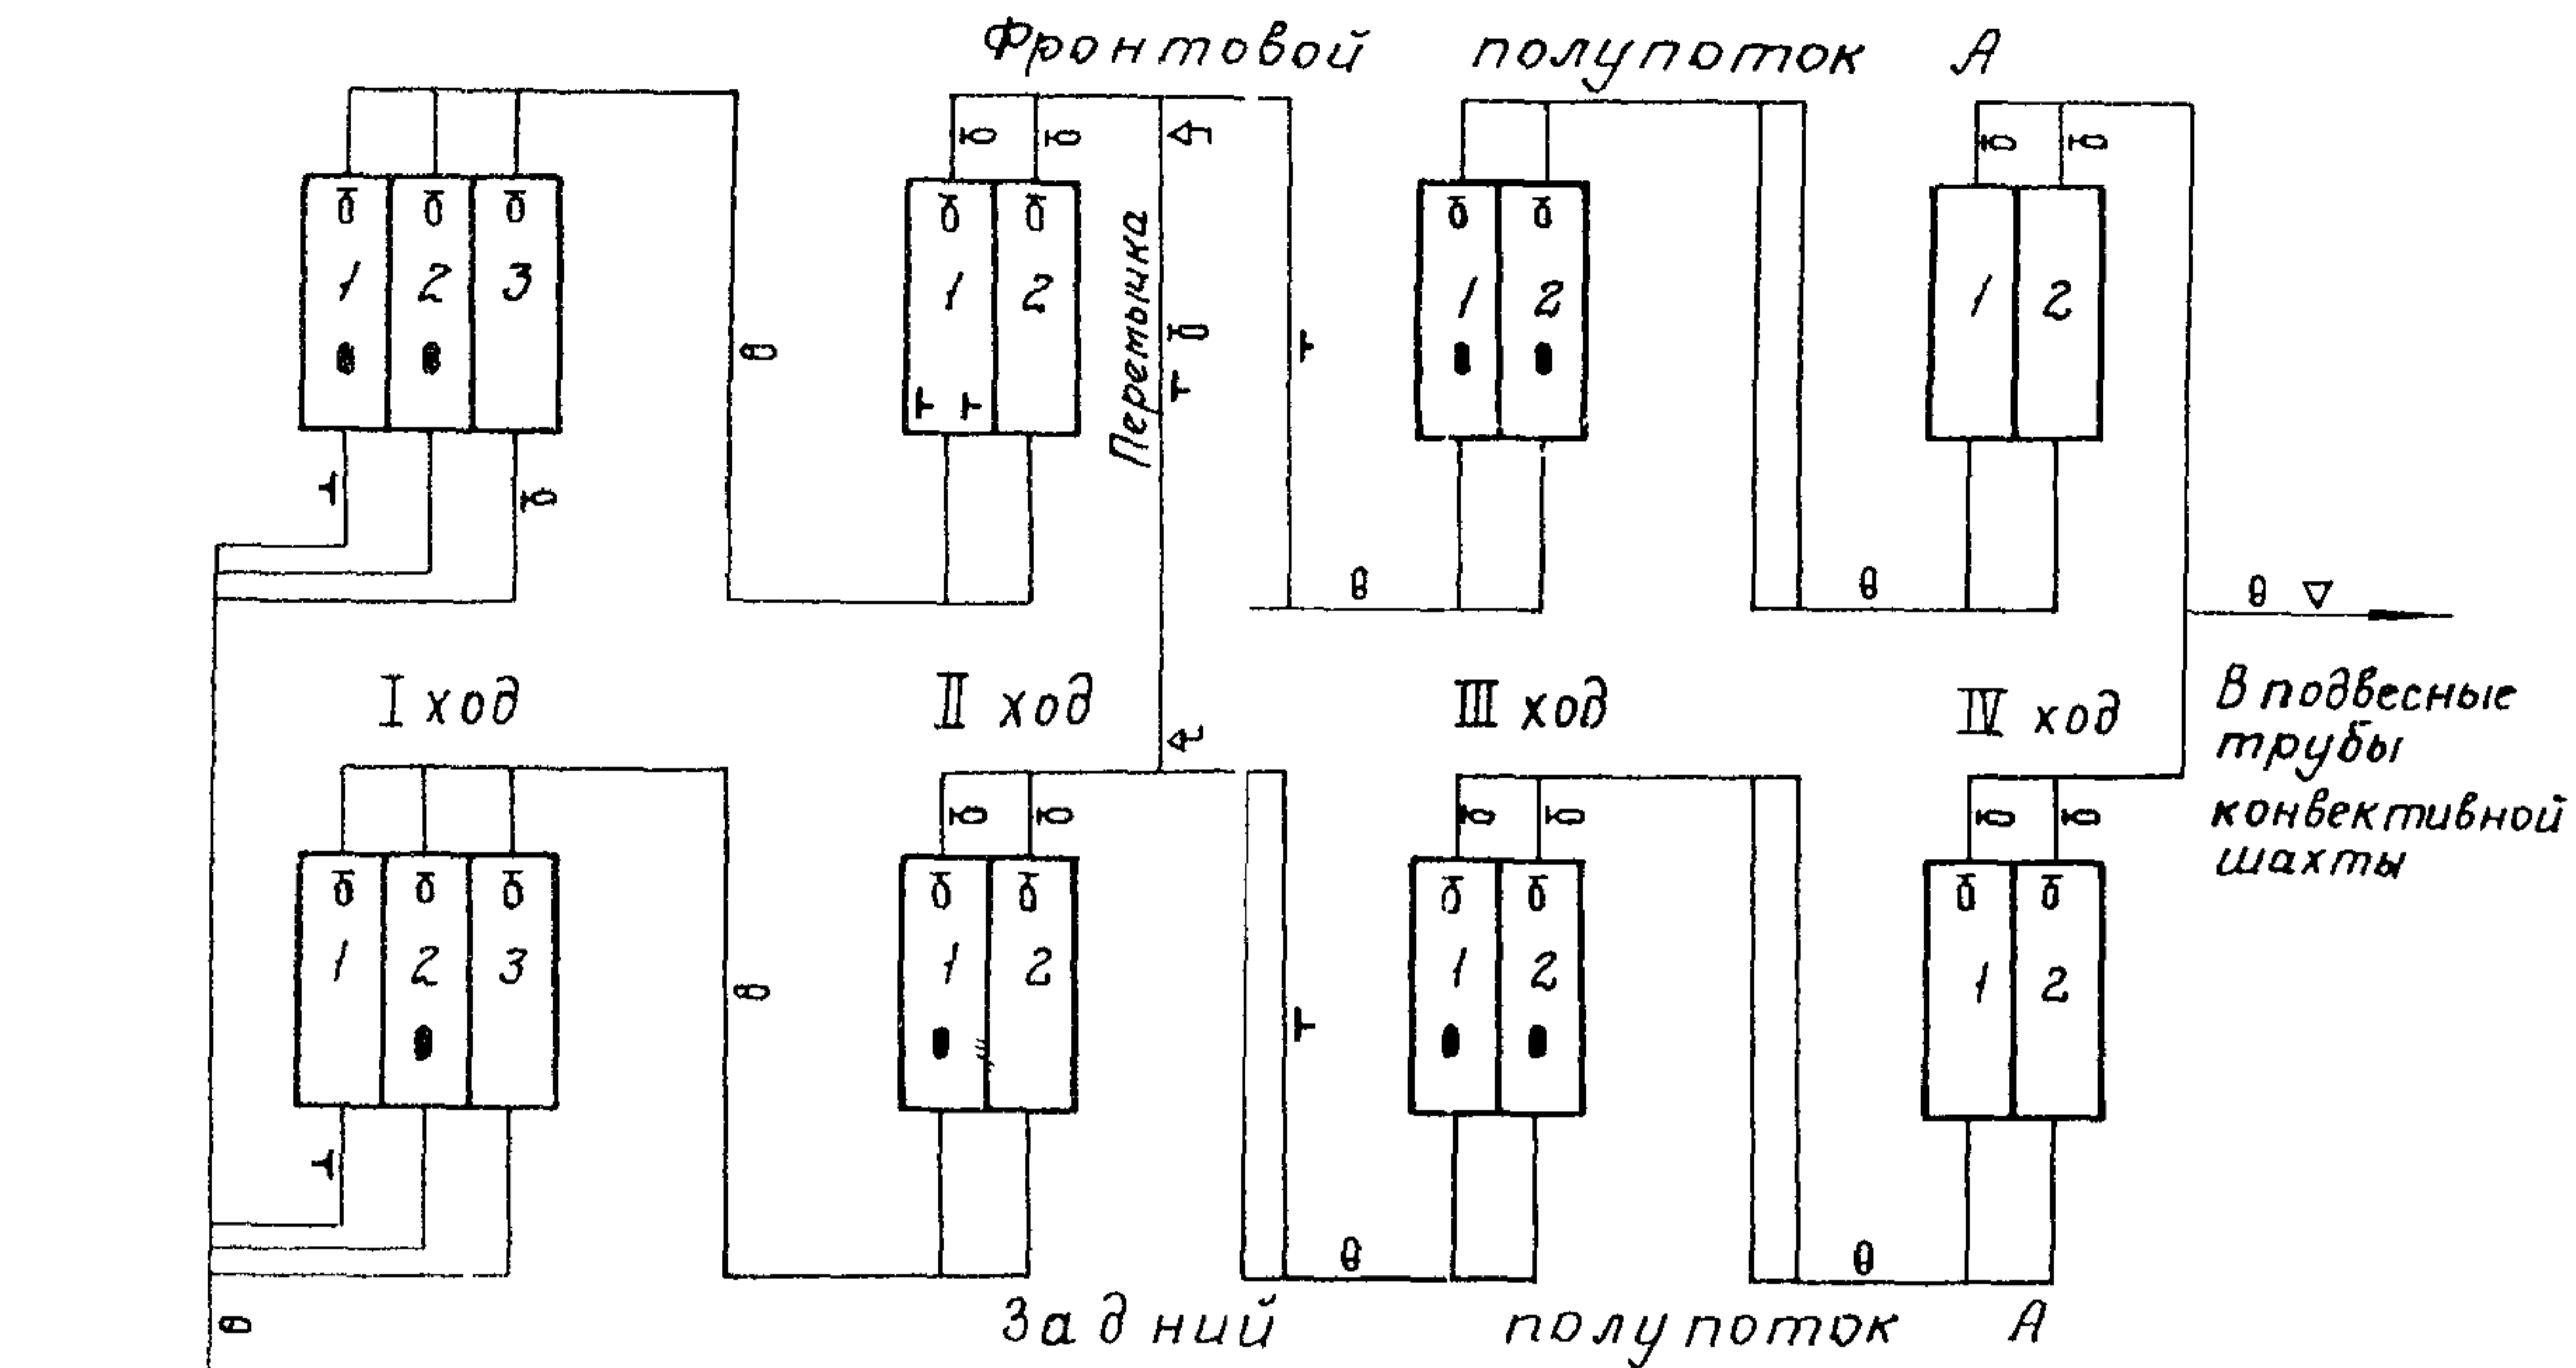 Фронтовой полупоток А
1 2 3
1 2
Перемычка
1 2
1 2
I ход
II ход
III ход
IV ход
В подвесные
трубы
конвективной
шахты
1 2 3
1 2
1 2
1 2
Задний полупоток А